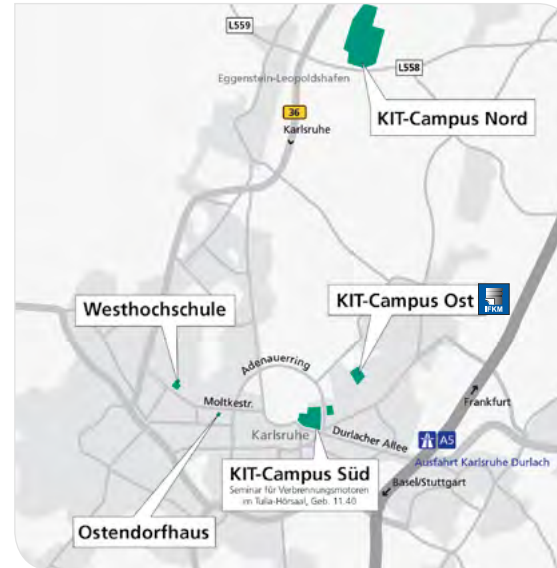 L559
L558
Eggenstein-Leopoldshafen
KIT-Campus Nord
36
Karlsruhe
Westhochschule
KIT-Campus Ost
IFKM
Adenauerring
Moltkestr.
Frankfurt
Karlsruhe
Durlacher Allee
A5
Ausfahrt Karlsruhe Durlach
KIT-Campus Süd
Seminar für Verbrennungsmotoren
m Tulla-Hörsaal, Geb. 11.40
Basel/Stuttgart
Ostendorfhaus